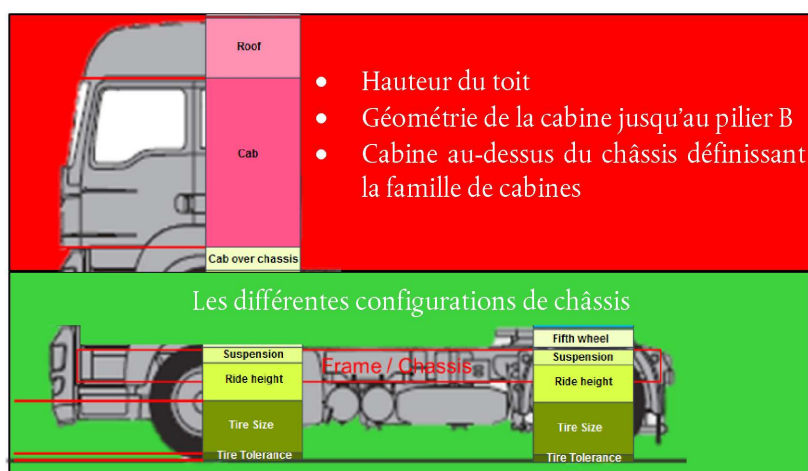 Roof
Cab
Cab over chassis
• Hauteur du toit
• Géométrie de la cabine jusqu'au pilier B
• Cabine au-dessus du châssis définissant
la famille de cabines
Les différentes configurations de châssis
Suspension
Ride height
Tire Size
Tire Tolerance
Frame / Chassis
Fifth wheel
Suspension
Ride height
Tire Size
Tire Tolerance